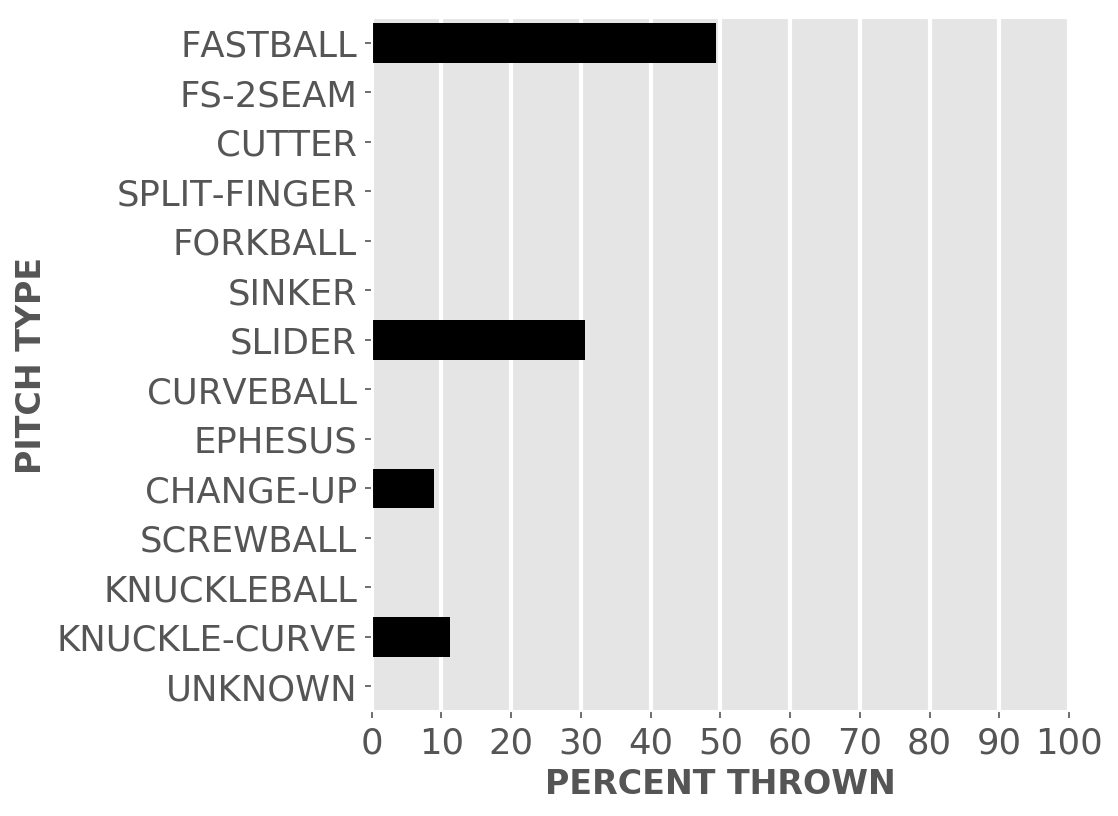 FASTBALL
FS-2SEAM
CUTTER
SPLIT-FINGER
FORKBALL
SINKER
SLIDER
CURVEBALL
EPHESUS
CHANGE-UP
SCREWBALL
KNUCKLEBALL
KNUCKLE-CURVE
UNKNOWN
PITCH TYPE
0 10 20 30 40 50 60 70 80 90 100
PERCENT THROWN